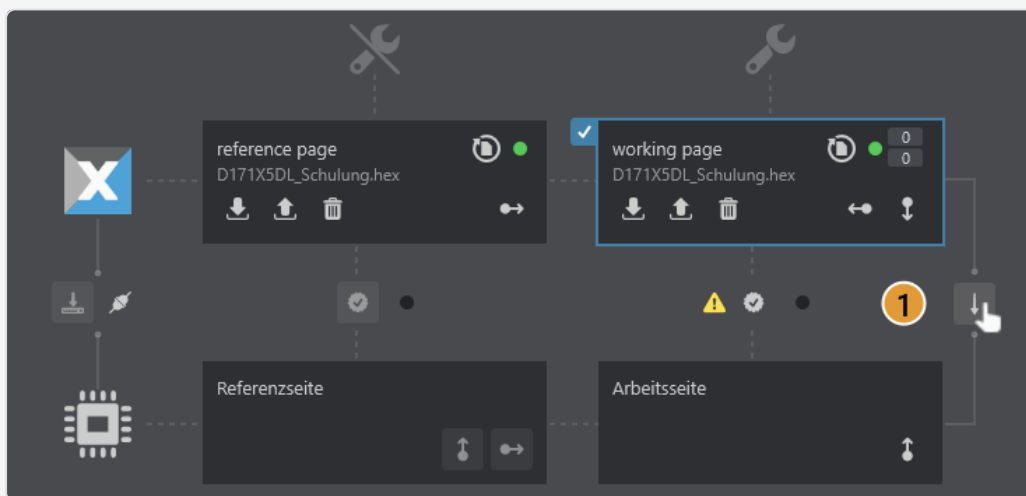 reference page
D171X5DL_Schulung.hex
working page
0
0
D171X5DL_Schulung.hex
X
1
Referenzseite
Arbeitsseite